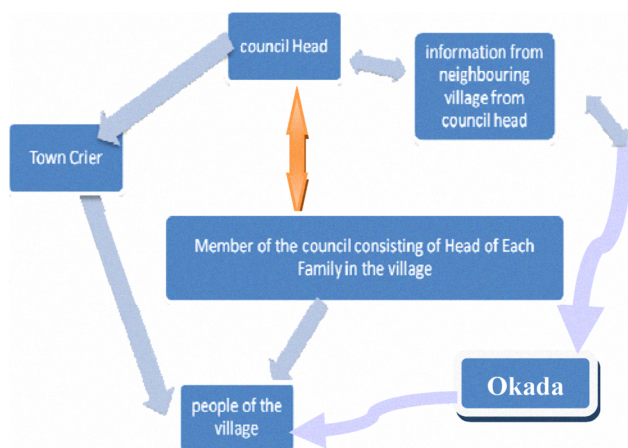 council Head
information from
neighbouring
village from
council head
Town Crier
Member of the council consisting of Head of Each
Family in the village
Okada
people of the
village